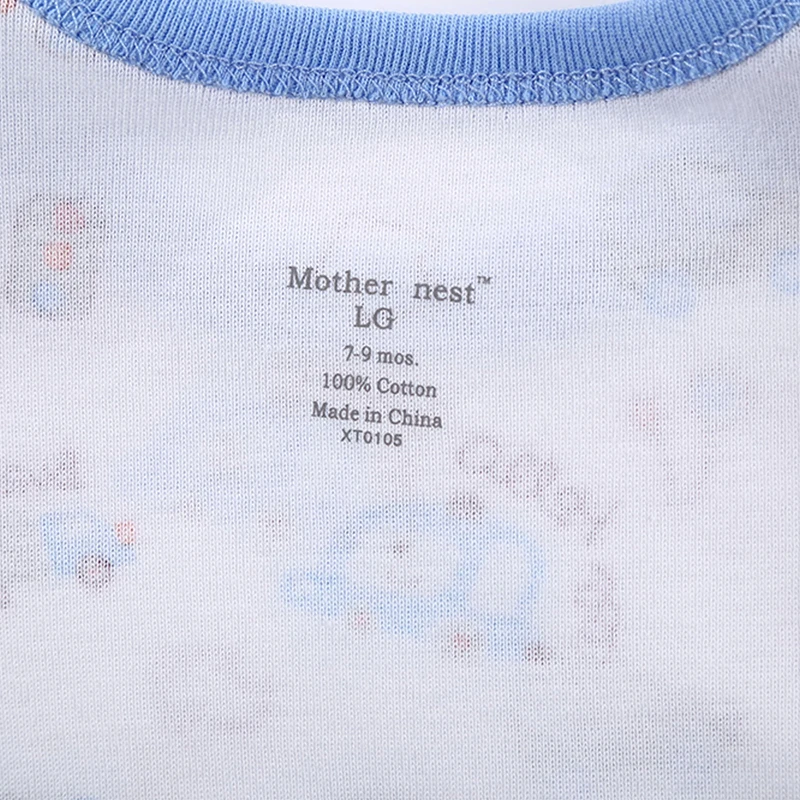 Mother nest™
LG
7-9 mos.
100% Cotton
Made in China
XT0105